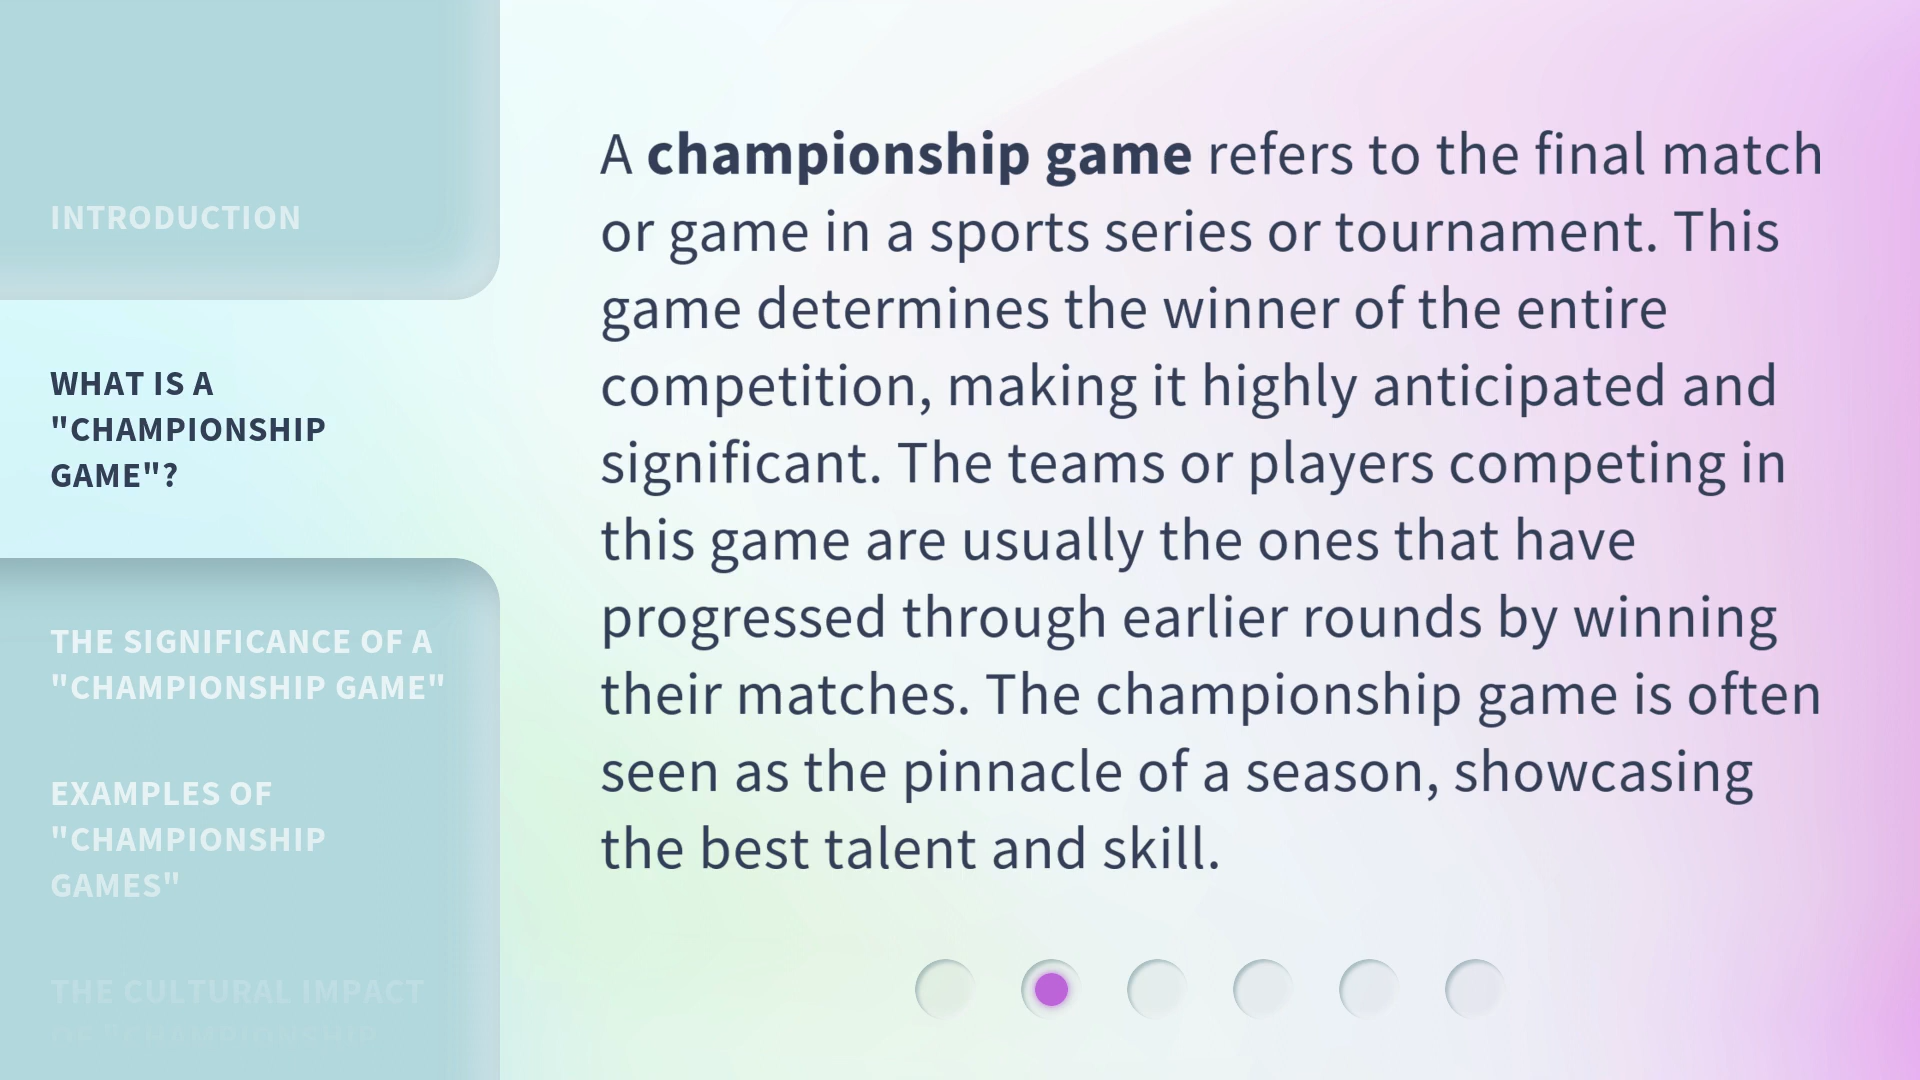 INTRODUCTION
WHAT IS A
"CHAMPIONSHIP
GAME"?
THE SIGNIFICANCE OF A
"CHAMPIONSHIP GAME"
EXAMPLES OF
"CHAMPIONSHIP
GAMES"
THE CULTURAL IMPACT
OF "CHAMPIONSHIP
A championship game refers to the final match
or game in a sports series or tournament. This
game determines the winner of the entire
competition, making it highly anticipated and
significant. The teams or players competing in
this game are usually the ones that have
progressed through earlier rounds by winning
their matches. The championship game is often
seen as the pinnacle of a season, showcasing
the best talent and skill.